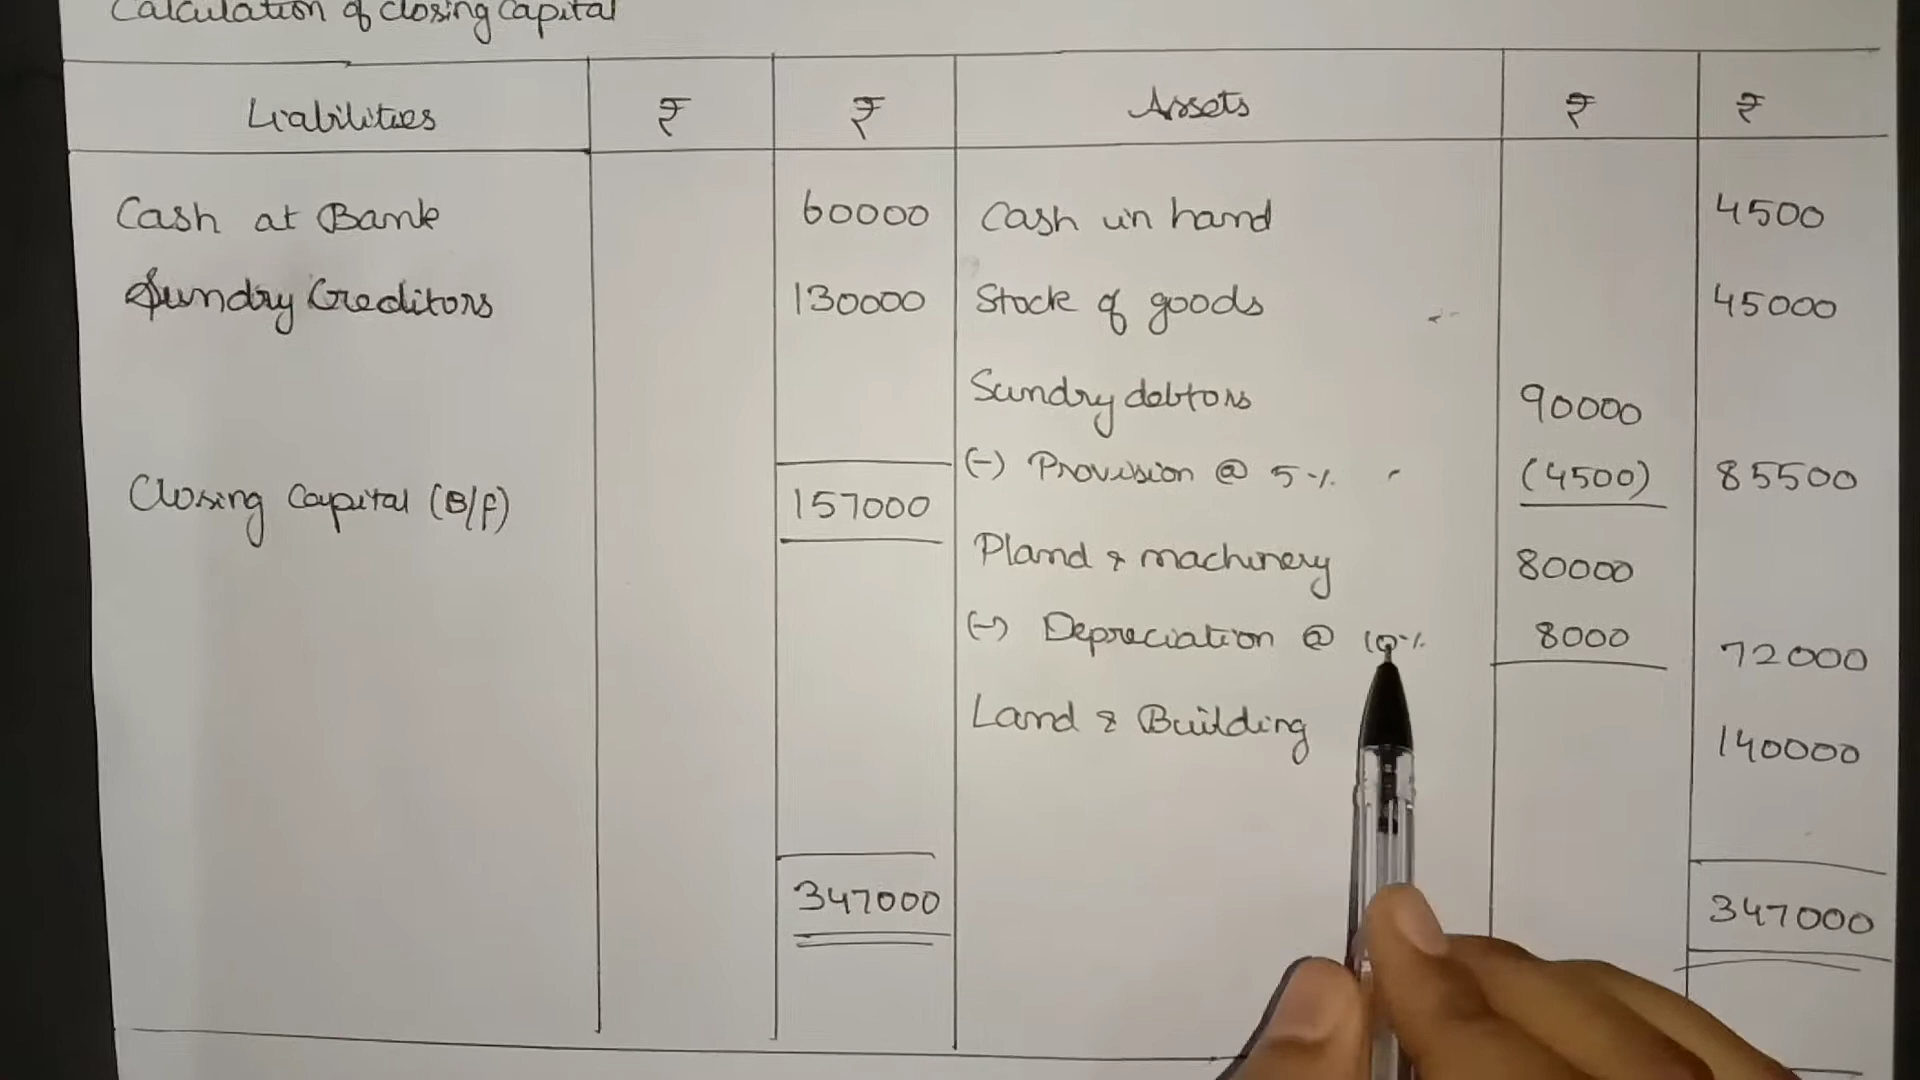 Calculation of closing capital
Liabilities ₹ ₹ Assets ₹ ₹
Cash at Bank 60000 Cash in hand 4500
Sundry Creditors 130000 Stock of goods 45000
Sundry debtors 90000
(-) Provision @ 5% (4500) 85500
Closing Capital (B/f) 157000
Pland & machinery 80000
(-) Depreciation @ 10% 8000 72000
Land & Building 140000
347000 347000